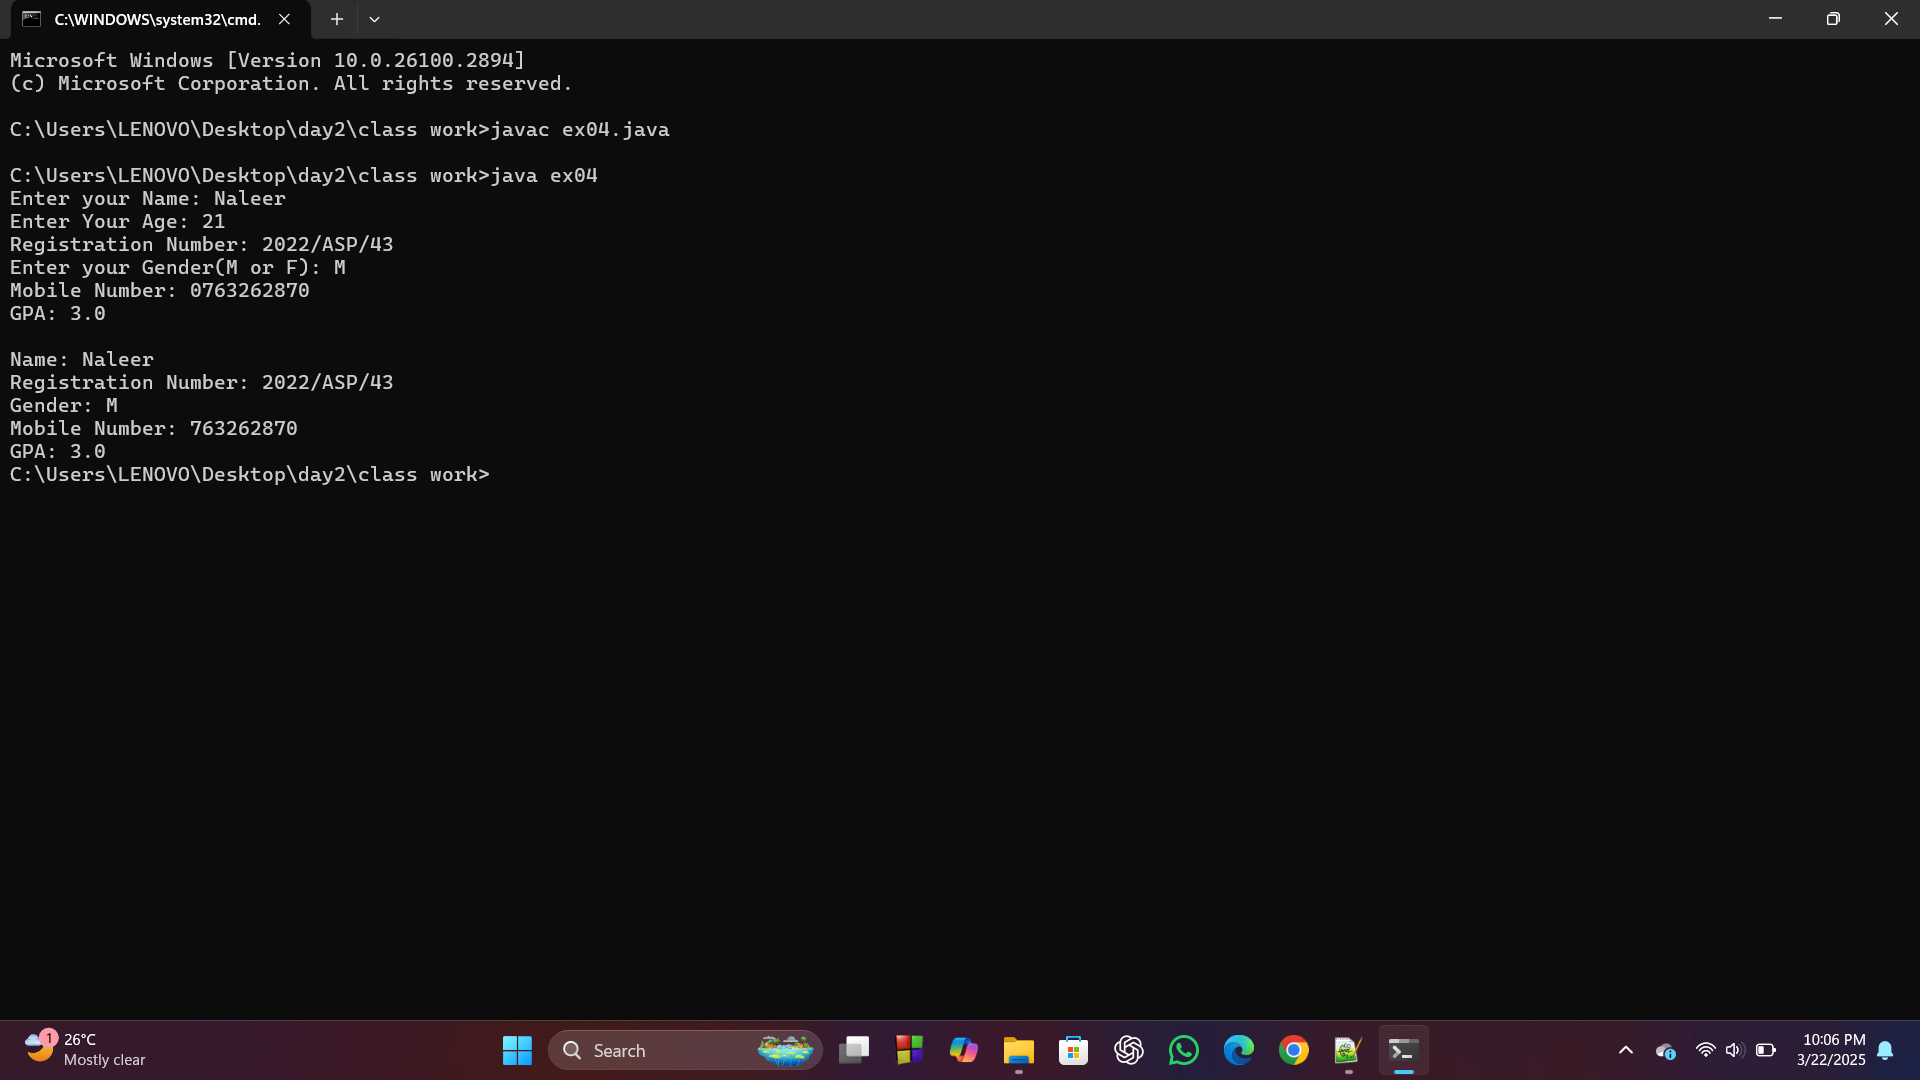 C:\WINDOWS\system32\cmd.
Microsoft Windows [Version 10.0.26100.2894]
(c) Microsoft Corporation. All rights reserved.
C:\Users\LENOVO\Desktop\day2\class work>javac ex04.java
C:\Users\LENOVO\Desktop\day2\class work>java ex04
Enter your Name: Naleer
Enter Your Age: 21
Registration Number: 2022/ASP/43
Enter your Gender(M or F): M
Mobile Number: 0763262870
GPA: 3.0
Name: Naleer
Registration Number: 2022/ASP/43
Gender: M
Mobile Number: 763262870
GPA: 3.0
C:\Users\LENOVO\Desktop\day2\class work>
1
26°C
Mostly clear
Search
10:06 PM
3/22/2025